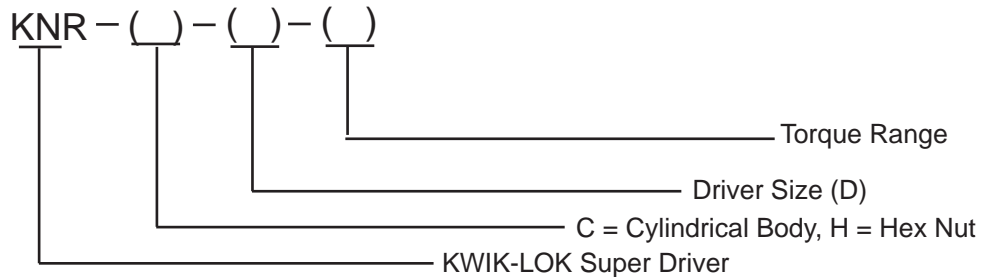 KNR – ( ) – ( ) – ( )
Torque Range
Driver Size (D)
C = Cylindrical Body, H = Hex Nut
KWIK-LOK Super Driver